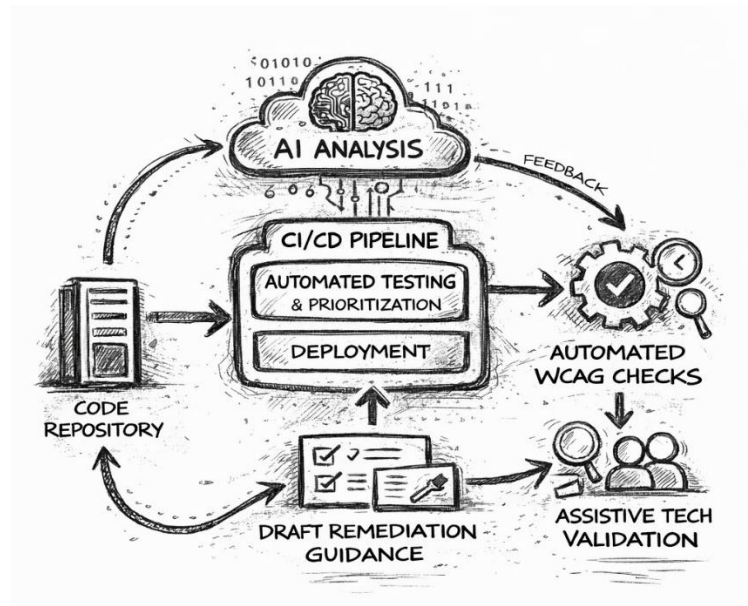 01010
10110
111
11010
AI ANALYSIS
FEEDBACK
CI/CD PIPELINE
AUTOMATED TESTING
& PRIORITIZATION
DEPLOYMENT
CODE
REPOSITORY
AUTOMATED
WCAG CHECKS
DRAFT REMEDIATION
GUIDANCE
ASSISTIVE TECH
VALIDATION